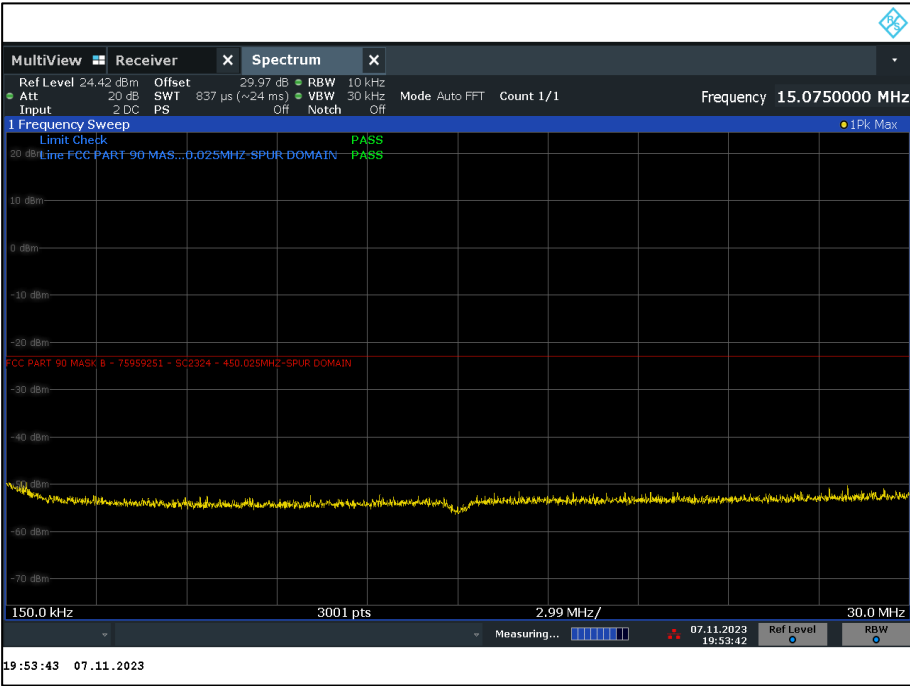 R&S
MultiView Receiver X Spectrum X
Ref Level 24.42 dBm Offset 29.97 dB RBW 10 kHz
Att 20 dB SWT 837 µs (~24 ms) VBW 30 kHz Mode Auto FFT Count 1/1 Frequency 15.0750000 MHz
Input 2 DC PS Off Notch Off
1 Frequency Sweep 1Pk Max
Limit Check PASS
20 dBm Line FCC PART 90 MAS...0.025MHZ-SPUR DOMAIN PASS
10 dBm
0 dBm
-10 dBm
-20 dBm
FCC PART 90 MASK B - 75959251 - SC2324 - 450.025MHZ-SPUR DOMAIN
-30 dBm
-40 dBm
-50 dBm
-60 dBm
-70 dBm
150.0 kHz 3001 pts 2.99 MHz/ 30.0 MHz
Measuring... 07.11.2023 Ref Level RBW
19:53:42
19:53:43 07.11.2023